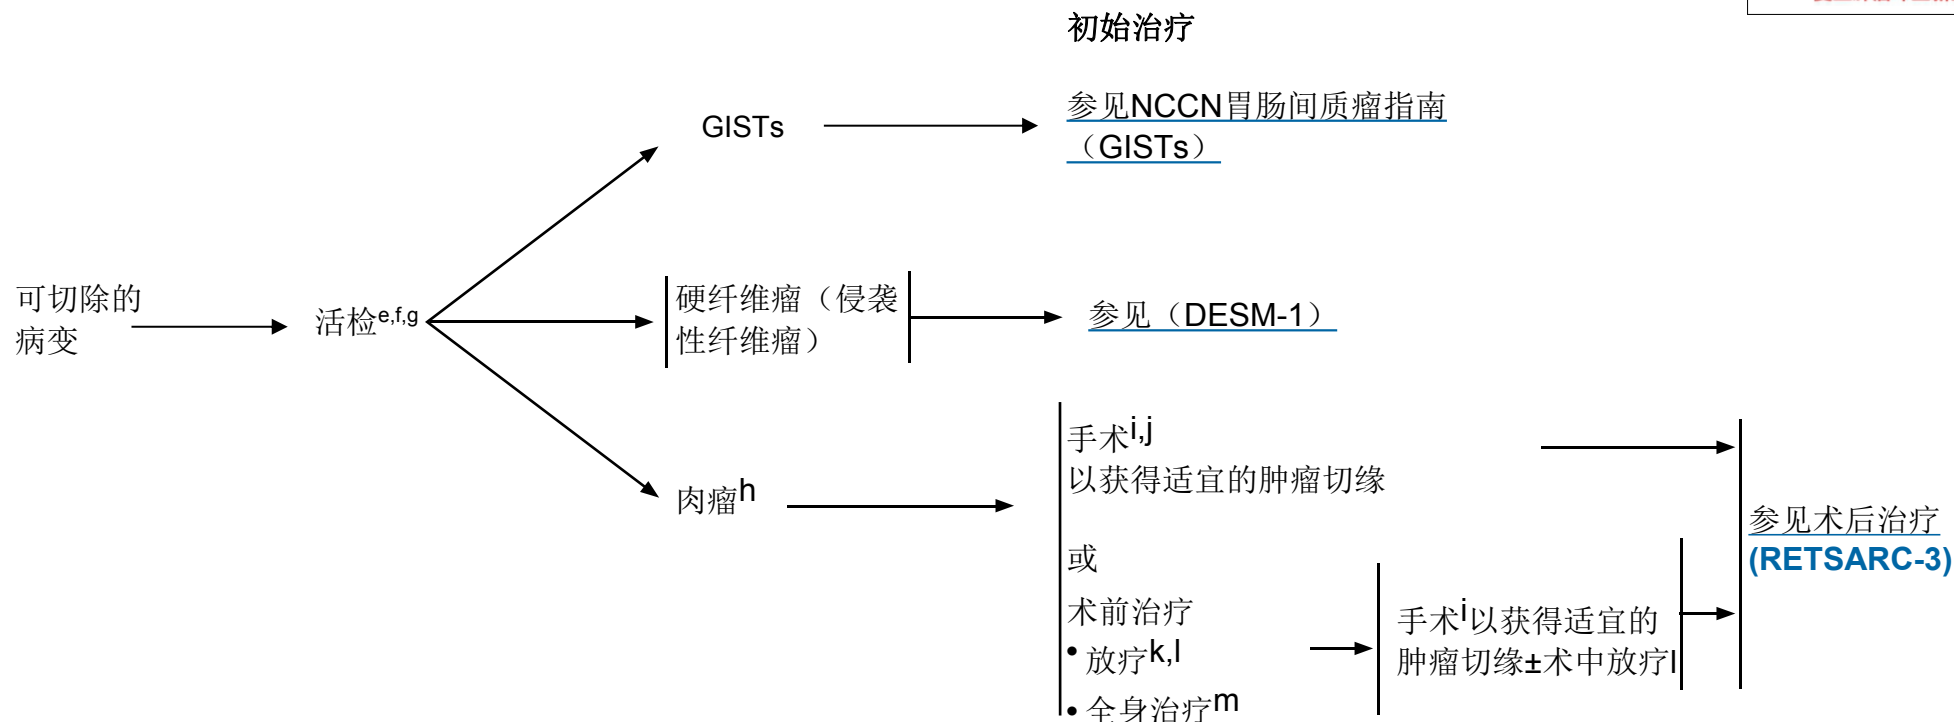 初始治疗
GISTs
参见NCCN胃肠间质瘤指南
（GISTs）
可切除的
病变
活检e,f,g
硬纤维瘤（侵袭
性纤维瘤）
参见（DESM-1）
肉瘤h
手术i,j
以获得适宜的肿瘤切缘
或
术前治疗
• 放疗k,l
• 全身治疗m
手术i以获得适宜的
肿瘤切缘±术中放疗l
参见术后治疗
(RETSARC-3)